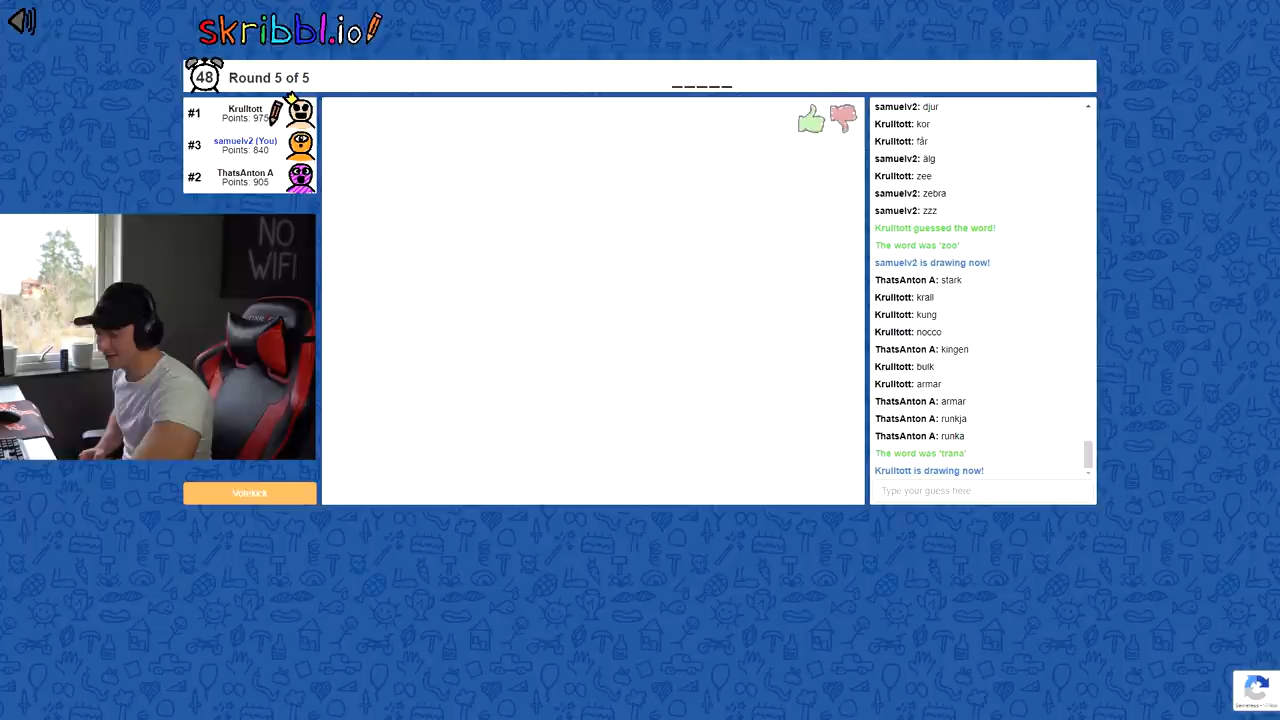 skribbl.io
48
Round 5 of 5
_____
#1
Krulltott
Points: 975
#3
samuelv2 (You)
Points: 840
#2
ThatsAnton A
Points: 905
NO
WIFI
Votekick
samuelv2: djur
Krulltott: kor
Krulltott: får
samuelv2: älg
Krulltott: zee
samuelv2: zebra
samuelv2: zzz
Krulltott guessed the word!
The word was 'zoo'
samuelv2 is drawing now!
ThatsAnton A: stark
Krulltott: krall
Krulltott: kung
Krulltott: nocco
ThatsAnton A: kingen
Krulltott: bulk
Krulltott: armar
ThatsAnton A: armar
ThatsAnton A: runkja
ThatsAnton A: runka
The word was 'trana'
Krulltott is drawing now!
Type your guess here